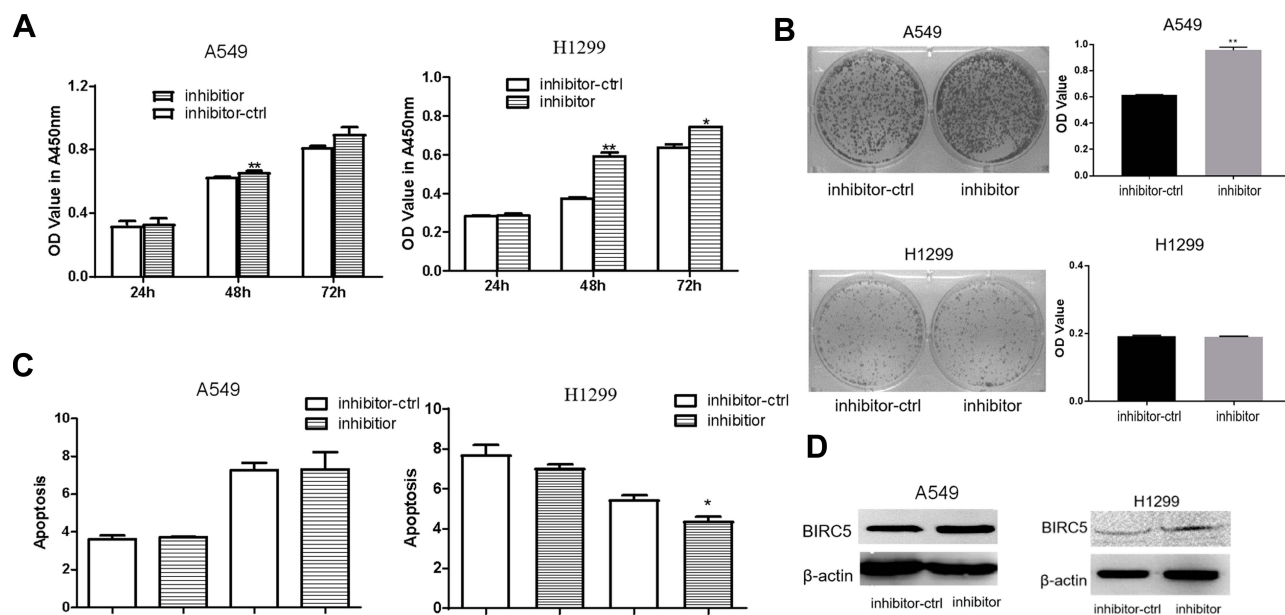 A
A549
inhibitior
inhibitor-ctrl
OD Value in A450nm
1.2
0.8
0.4
0.0
**
24h
48h
72h
H1299
inhibitor-ctrl
inhibitor
OD Value in A450nm
1.0
0.8
0.6
0.4
0.2
0.0
**
*
24h
48h
72h
B
A549
inhibitor-ctrl
inhibitor
A549
OD Value
1.0
0.8
0.6
0.4
0.2
0.0
**
inhibitor-ctrl
inhibitor
H1299
inhibitor-ctrl
inhibitor
H1299
OD Value
0.4
0.2
0.0
inhibitor-ctrl
inhibitor
C
A549
inhibitor-ctrl
inhibitior
Apoptosis
8
6
4
2
0
H1299
inhibitor-ctrl
inhibitior
Apoptosis
10
8
6
4
2
0
*
D
A549
BIRC5
β-actin
inhibitor-ctrl
inhibitor
H1299
BIRC5
β-actin
inhibitor-ctrl
inhibitor